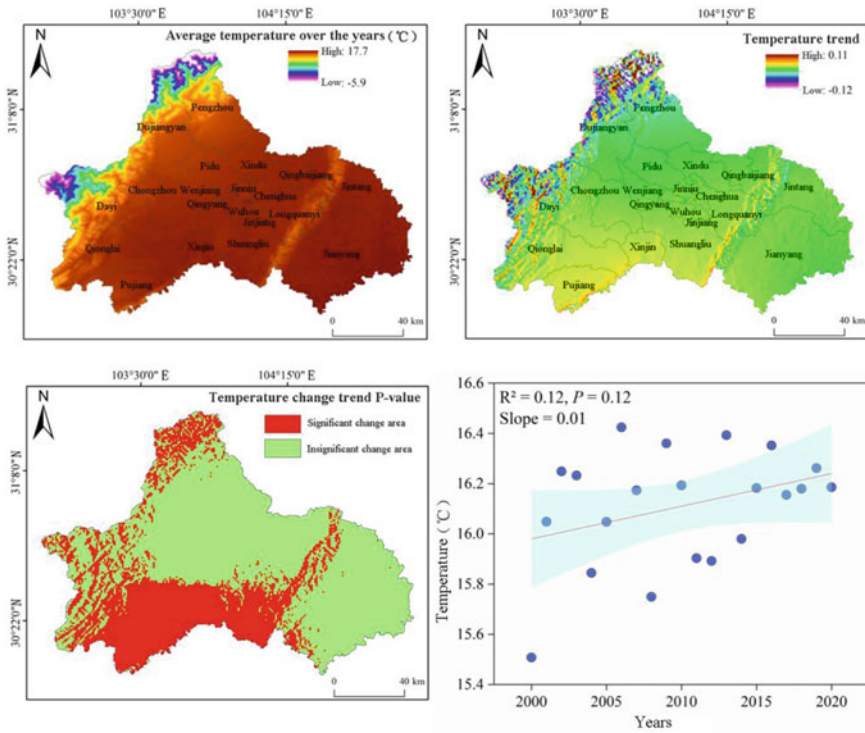 103°30′ E
104°15′ E
N
Average temperature over the years (℃)
High: 17.7
Low: -5.9
31°8′0″N
30°22′0″N
Pengzhou
Dujiangyan
Pidu
Xindu
Qingbaijiang
Chongzhou
Wenjiang
Jinniu
Jintang
Chenghua
Dayi
Qingyang
Wuhou
Longquanyi
Jinjiang
Qionglai
Xinjin
Shuangliu
Jianyang
Pujiang
0
40 km
103°30′ E
104°15′ E
N
Temperature trend
High: 0.11
Low: -0.12
31°8′0″N
30°22′0″N
Pengzhou
Dujiangyan
Pidu
Xindu
Qingbaijiang
Chongzhou
Wenjiang
Jinniu
Jintang
Chenghua
Dayi
Qingyang
Wuhou
Longquanyi
Jinjiang
Qionglai
Xinjin
Shuangliu
Jianyang
Pujiang
0
40 km
103°30′ E
104°15′0″ E
N
Temperature change trend P-value
Significant change area
Insignificant change area
31°8′0″N
30°22′0″N
0
40 km
R² = 0.12, P = 0.12
Slope = 0.01
Temperature (℃)
16.6
16.4
16.2
16.0
15.8
15.6
15.4
2000
2005
2010
2015
2020
Years